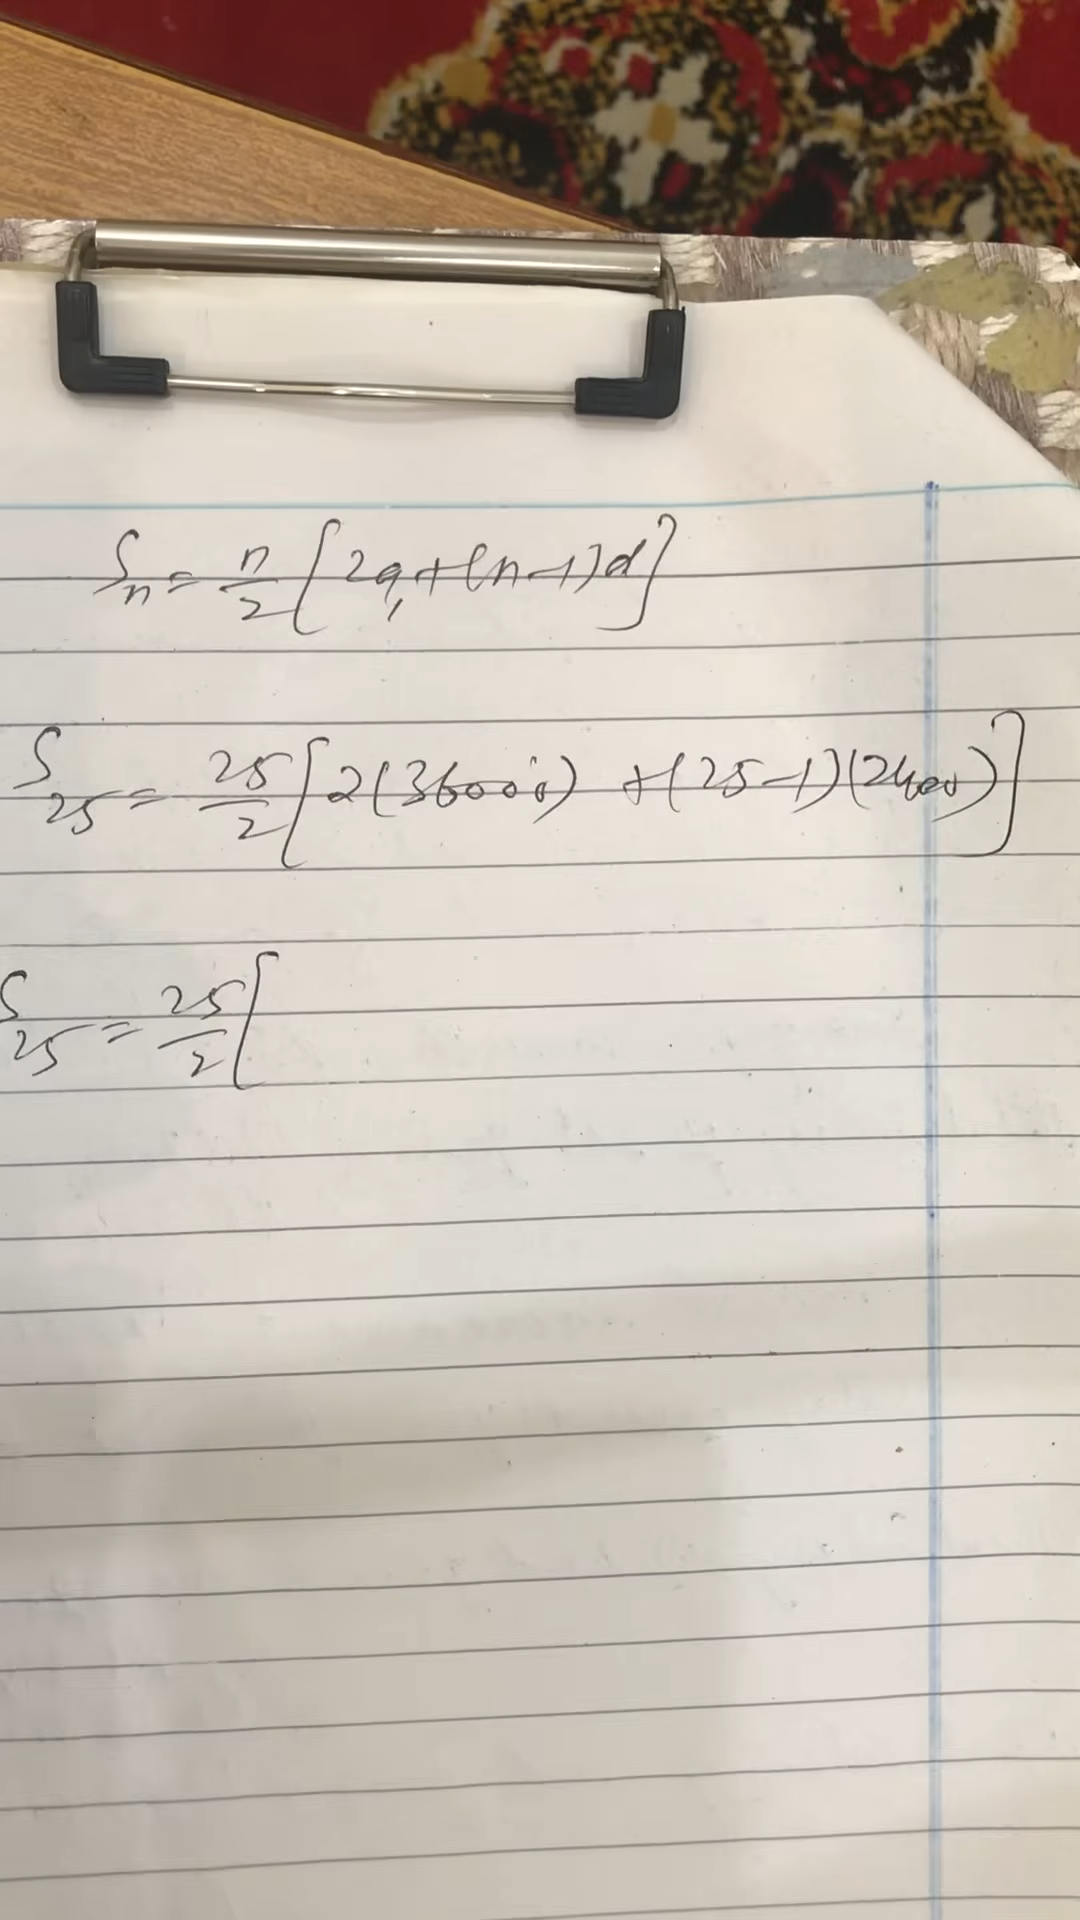 Sₙ = n/2 [2a₁ + (n-1)d]
S₂₅ = 25/2 [2(36000) + (25-1)(2400)]
S₂₅ = 25/2 [